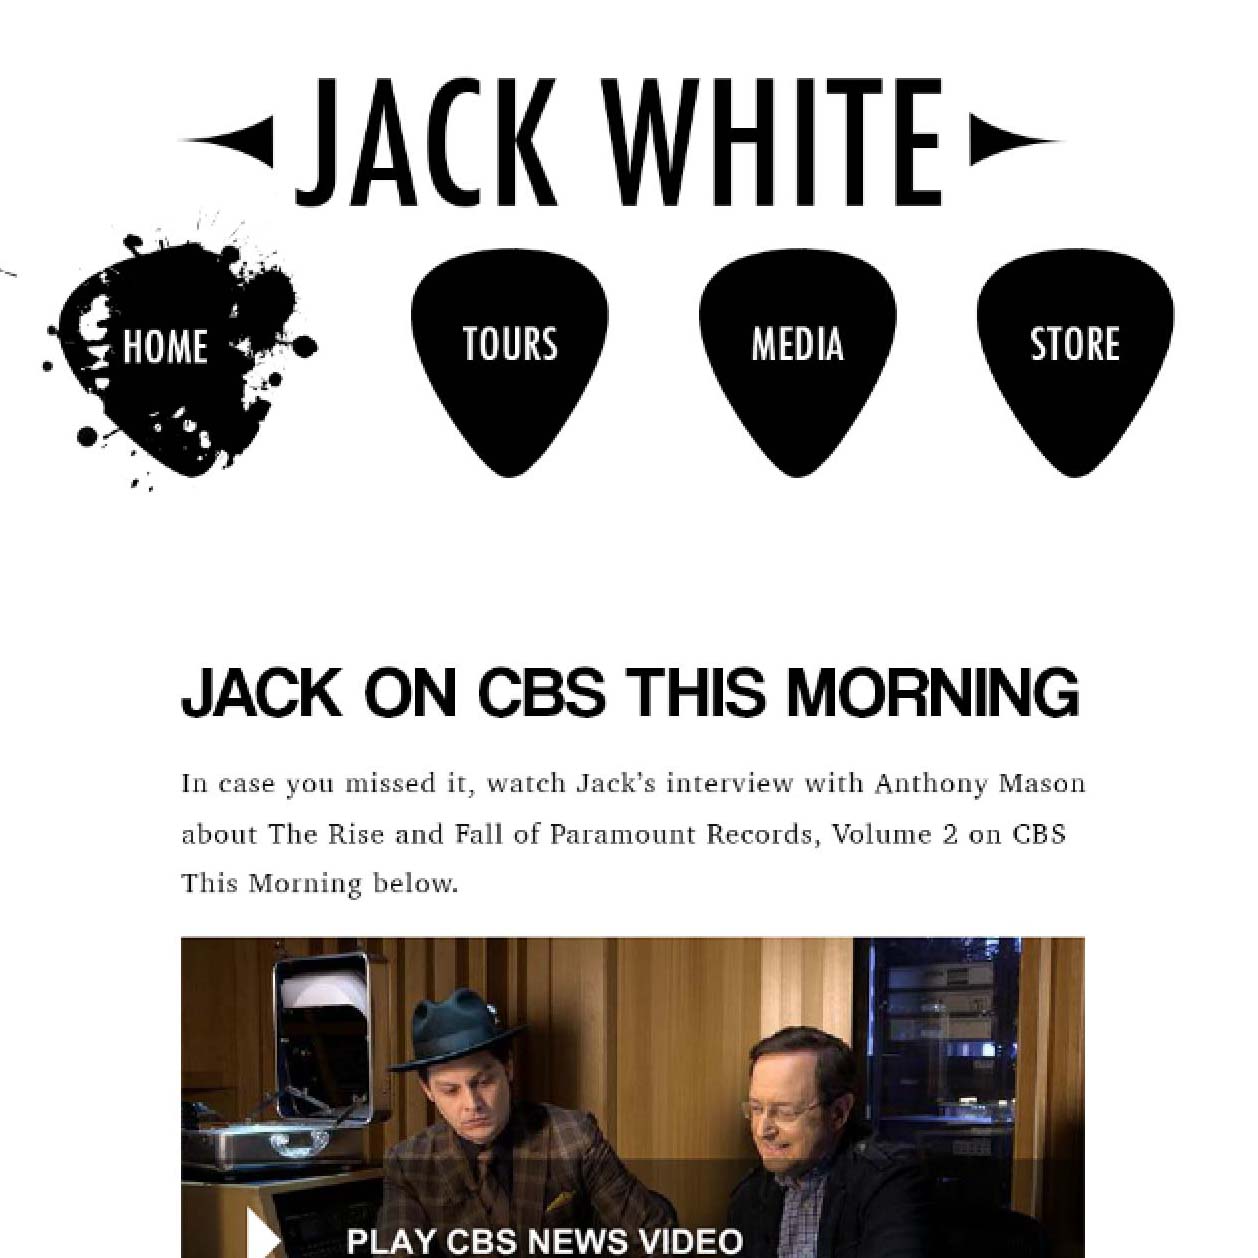 JACK WHITE
HOME
TOURS
MEDIA
STORE
JACK ON CBS THIS MORNING
In case you missed it, watch Jack’s interview with Anthony Mason
about The Rise and Fall of Paramount Records, Volume 2 on CBS
This Morning below.
PLAY CBS NEWS VIDEO